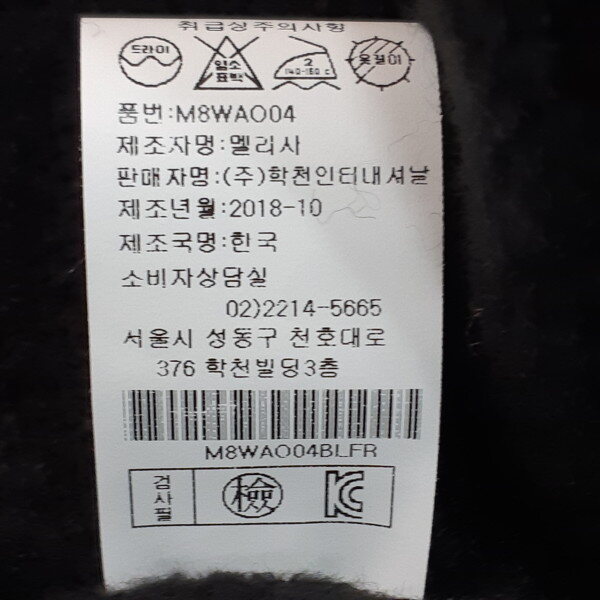 취급상주의사항
드라이
염소
표백
2
140-160℃
옷걸이
품번:M8WAO04
제조자명:멜리사
판매자명:(주)학천인터내셔날
제조년월:2018-10
제조국명:한국
소비자상담실
02)2214-5665
서울시 성동구 천호대로
376 학천빌딩3층
M8WAO04BLFR
검사필
檢
KC